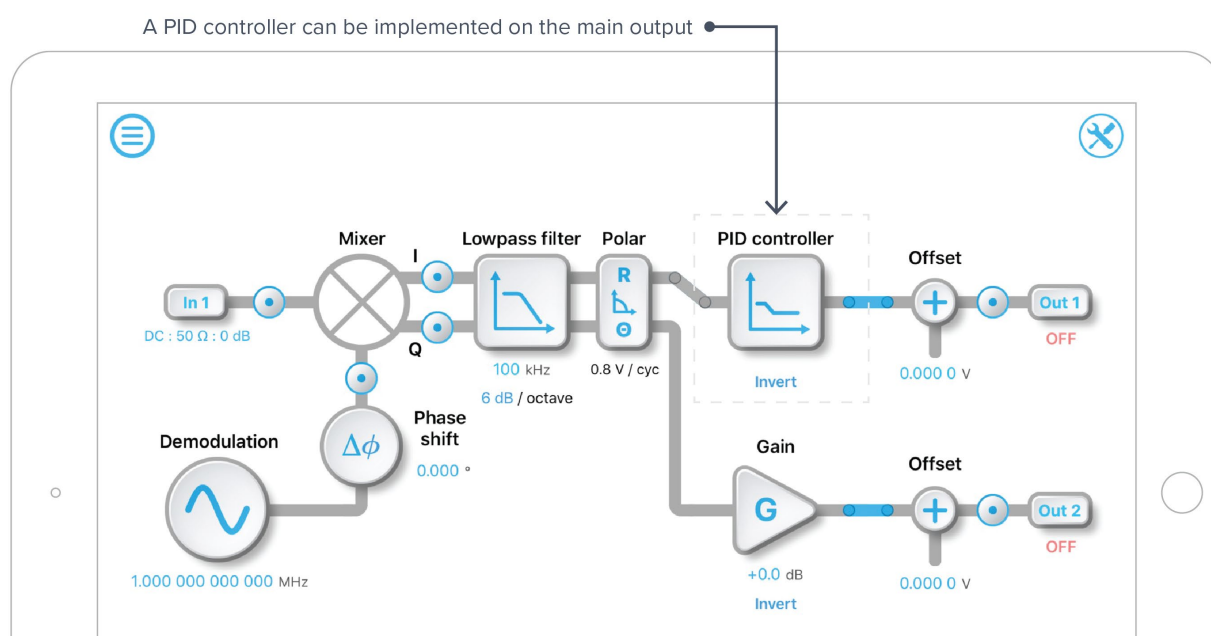 A PID controller can be implemented on the main output
Mixer
I
Lowpass filter
Polar
PID controller
Offset
R
Θ
In 1
DC : 50 Ω : 0 dB
Q
Out 1
OFF
100 kHz
0.8 V / cyc
6 dB / octave
Invert
0.000 0 V
Demodulation
Δϕ
Phase
shift
0.000 °
Gain
Offset
G
Out 2
OFF
1.000 000 000 000 MHz
+0.0 dB
Invert
0.000 0 V